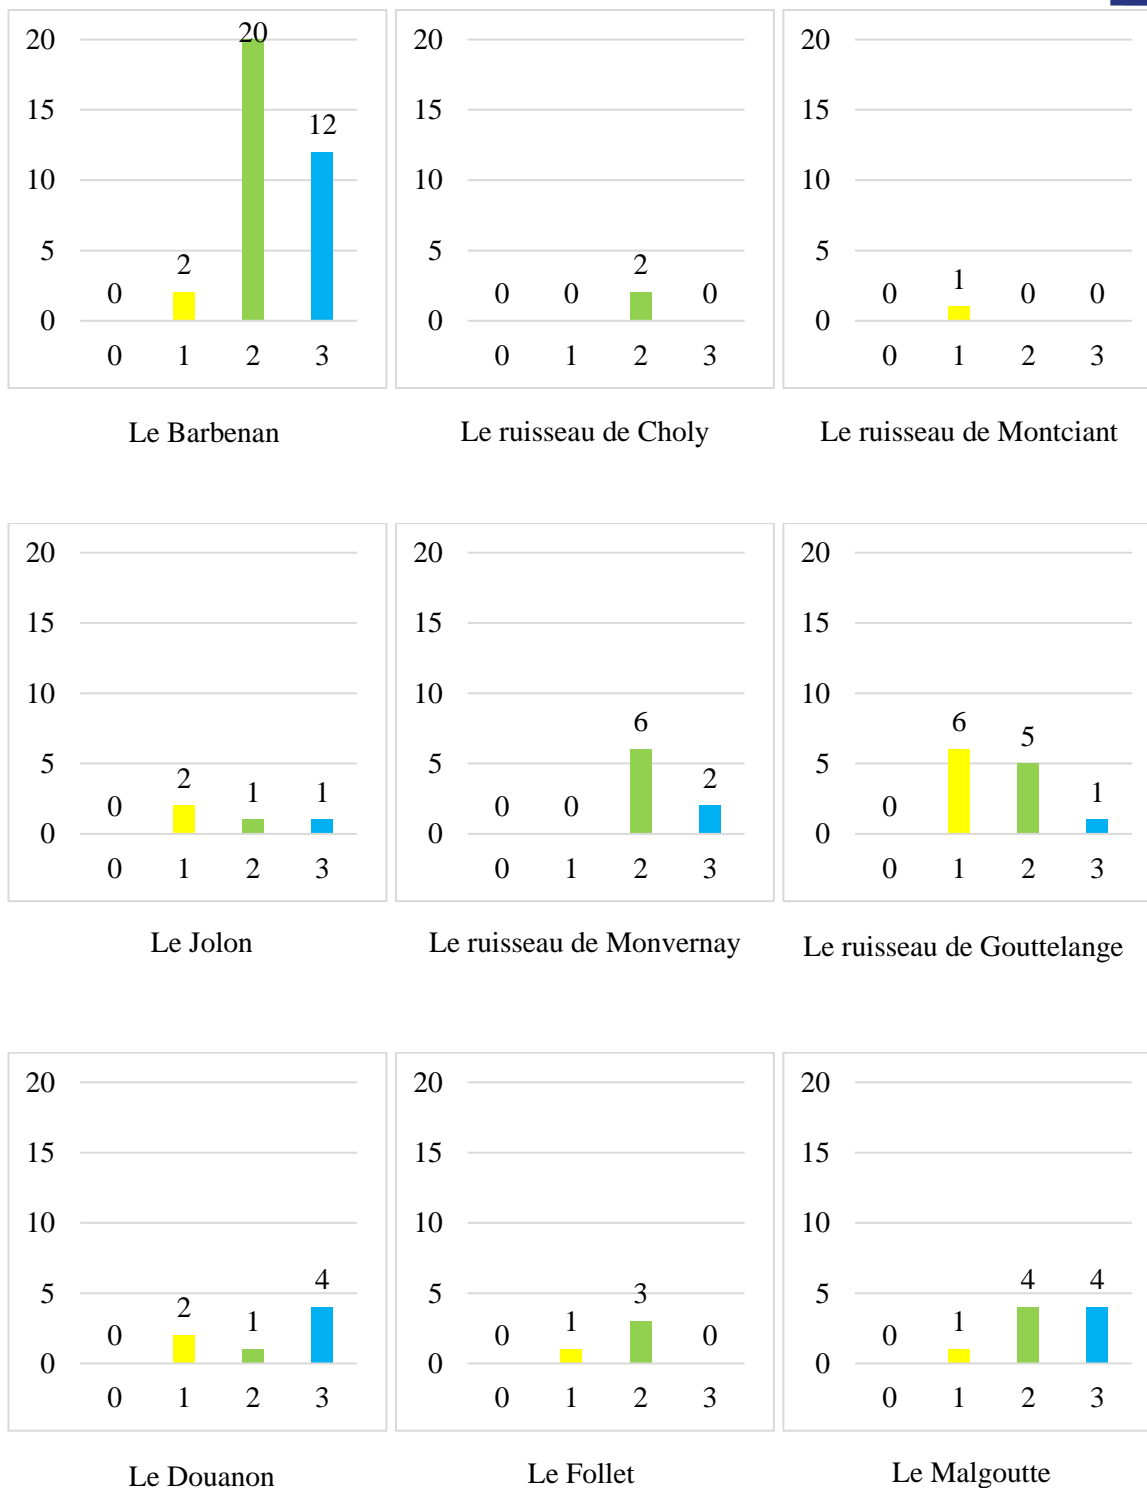 20 20 20 20
15 15 15
12
10 10 10
5 5 5
2 2 1
0 0 0 0 0 0 0 0 0
0 1 2 3 0 1 2 3 0 1 2 3
Le Barbenan Le ruisseau de Choly Le ruisseau de Montciant
20 20 20
15 15 15
10 10 10
6 6 5
5 5 5
2 1 1 2 1
0 0 0 0
0 0 0
0 1 2 3 0 1 2 3 0 1 2 3
Le Jolon Le ruisseau de Monvernay Le ruisseau de Gouttelange
20 20 20
15 15 15
10 10 10
4 3 4 4
5 5 5
2 1 1 1
0 0 0 0
0 0 0
0 1 2 3 0 1 2 3 0 1 2 3
Le Douanon Le Follet Le Malgoutte